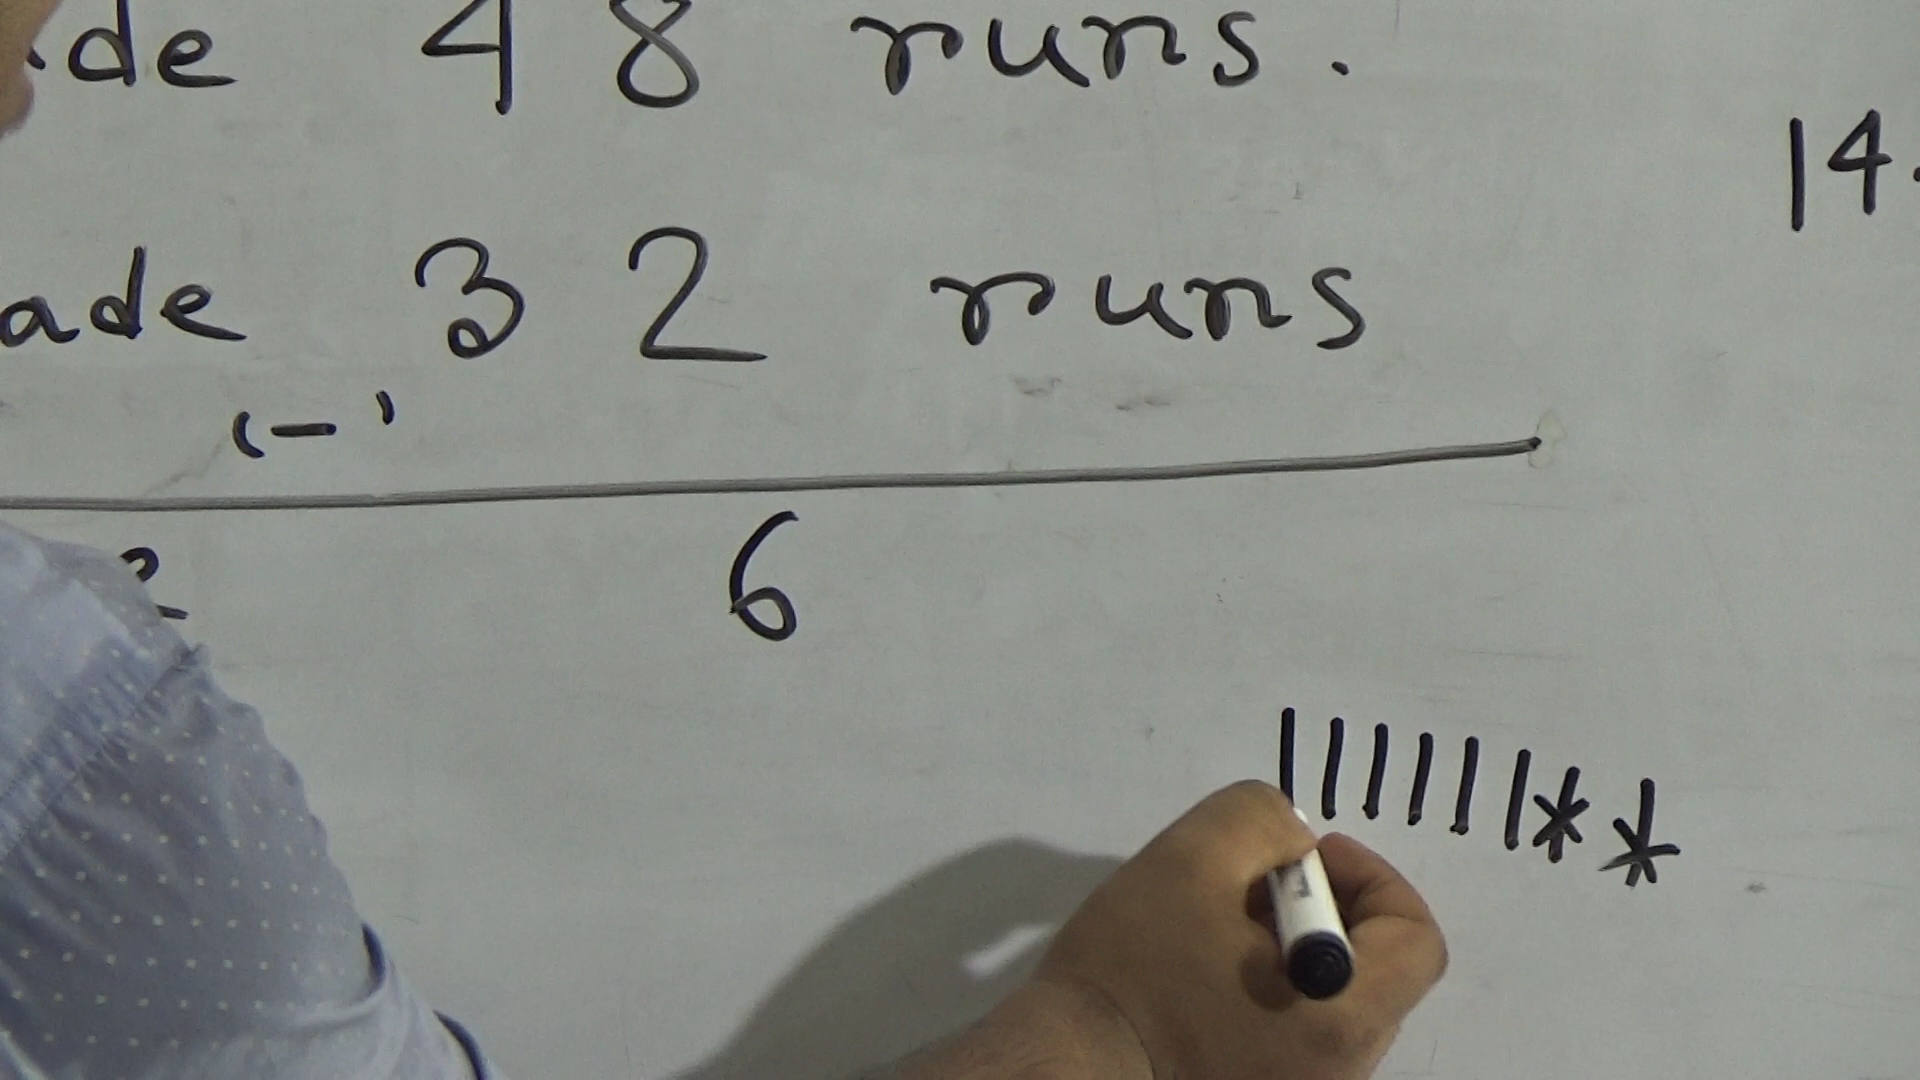 de 48 runs.
14.
ade 32 runs
(-)
6